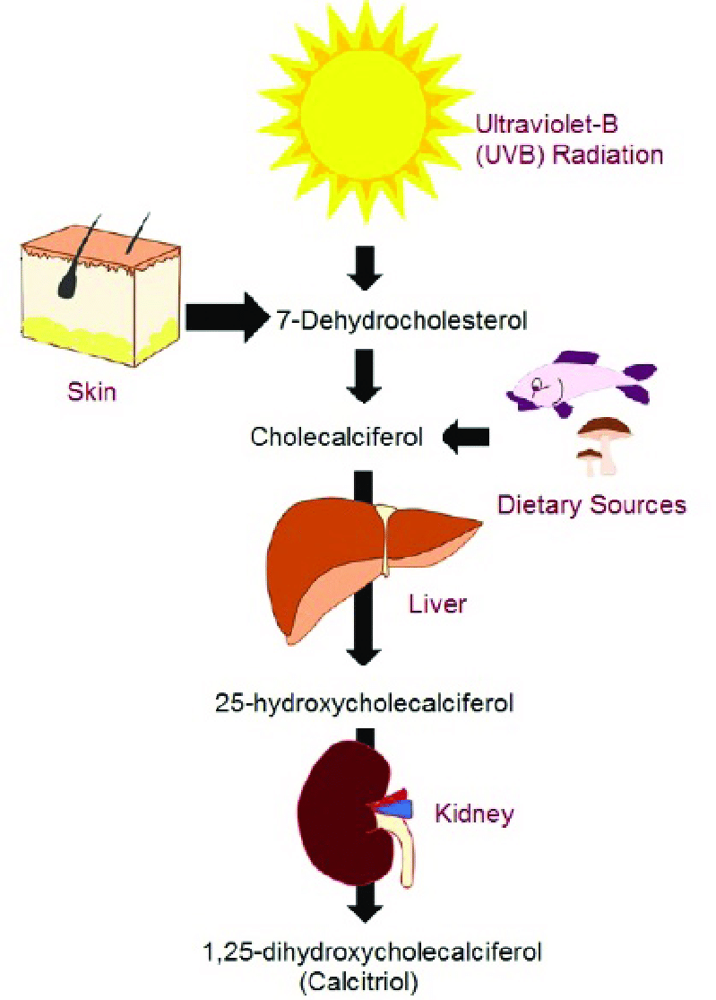 Ultraviolet-B
(UVB) Radiation
7-Dehydrocholesterol
Skin
Cholecalciferol
Dietary Sources
Liver
25-hydroxycholecalciferol
Kidney
1,25-dihydroxycholecalciferol
(Calcitriol)